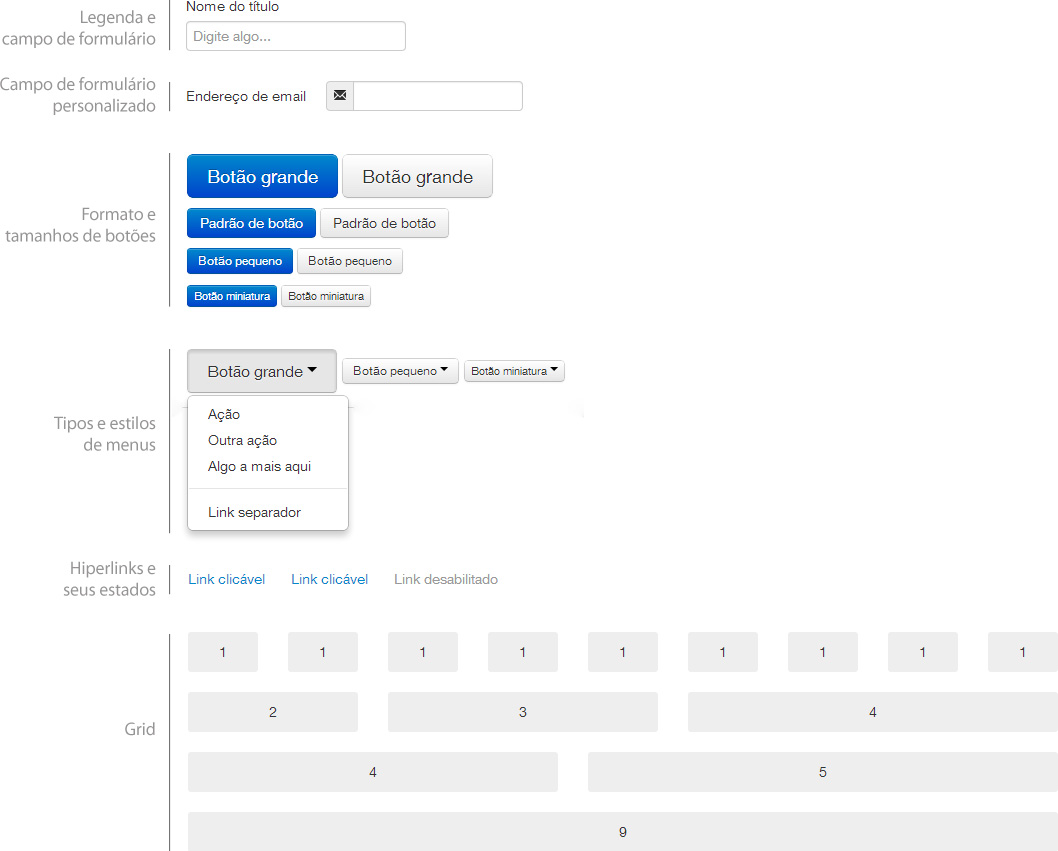 Legenda e
campo de formulário
Nome do título
Digite algo...
Campo de formulário
personalizado
Endereço de email
Formato e
tamanhos de botões
Botão grande
Botão grande
Padrão de botão
Padrão de botão
Botão pequeno
Botão pequeno
Botão miniatura
Botão miniatura
Tipos e estilos
de menus
Botão grande
Botão pequeno
Botão miniatura
Ação
Outra ação
Algo a mais aqui
Link separador
Hiperlinks e
seus estados
Link clicável
Link clicável
Link desabilitado
Grid
1 1 1 1 1 1 1 1 1
2 3 4
4 5
9